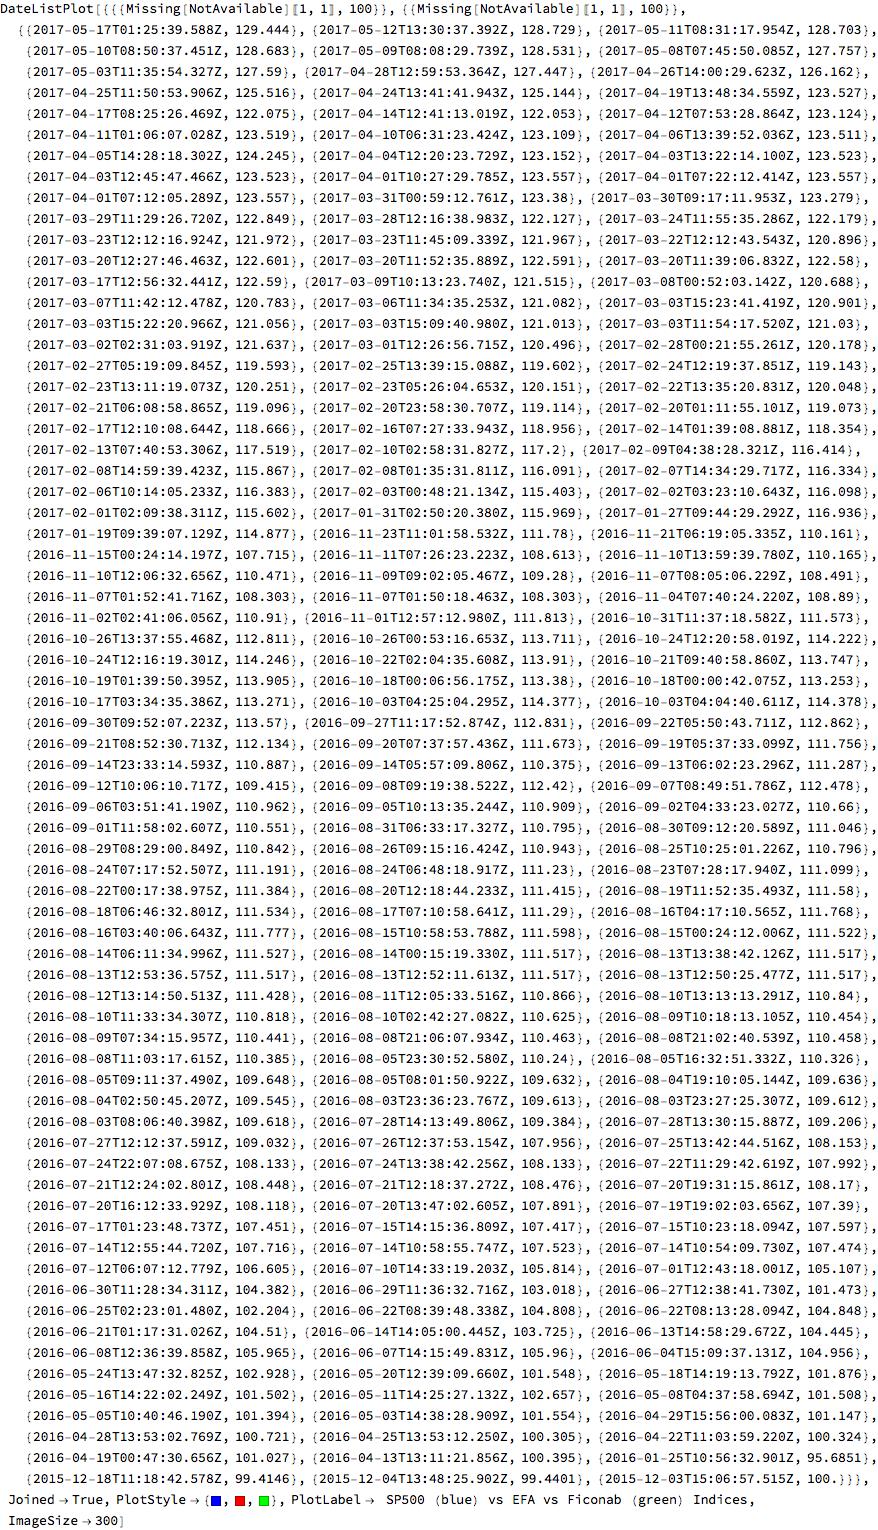 DateListPlot[{{{Missing[NotAvailable]〚1, 1〛, 100}}, {{Missing[NotAvailable]〚1, 1〛, 100}},
{{2017-05-17T01:25:39.588Z, 129.444}, {2017-05-12T13:30:37.392Z, 128.729}, {2017-05-11T08:31:17.954Z, 128.703},
{2017-05-10T08:50:37.451Z, 128.683}, {2017-05-09T08:08:29.739Z, 128.531}, {2017-05-08T07:45:50.085Z, 127.757},
{2017-05-03T11:35:54.327Z, 127.59}, {2017-04-28T12:59:53.364Z, 127.447}, {2017-04-26T14:00:29.623Z, 126.162},
{2017-04-25T11:50:53.906Z, 125.516}, {2017-04-24T13:41:41.943Z, 125.144}, {2017-04-19T13:48:34.559Z, 123.527},
{2017-04-17T08:25:26.469Z, 122.075}, {2017-04-14T12:41:13.019Z, 122.053}, {2017-04-12T07:53:28.864Z, 123.124},
{2017-04-11T01:06:07.028Z, 123.519}, {2017-04-10T06:31:23.424Z, 123.109}, {2017-04-06T13:39:52.036Z, 123.511},
{2017-04-05T14:28:18.302Z, 124.245}, {2017-04-04T12:20:23.729Z, 123.152}, {2017-04-03T13:22:14.100Z, 123.523},
{2017-04-03T12:45:47.466Z, 123.523}, {2017-04-01T10:27:29.785Z, 123.557}, {2017-04-01T07:22:12.414Z, 123.557},
{2017-04-01T07:12:05.289Z, 123.557}, {2017-03-31T00:59:12.761Z, 123.38}, {2017-03-30T09:17:11.953Z, 123.279},
{2017-03-29T11:29:26.720Z, 122.849}, {2017-03-28T12:16:38.983Z, 122.127}, {2017-03-24T11:55:35.286Z, 122.179},
{2017-03-23T12:12:16.924Z, 121.972}, {2017-03-23T11:45:09.339Z, 121.967}, {2017-03-22T12:12:43.543Z, 120.896},
{2017-03-20T12:27:46.463Z, 122.601}, {2017-03-20T11:52:35.889Z, 122.591}, {2017-03-20T11:39:06.832Z, 122.58},
{2017-03-17T12:56:32.441Z, 122.59}, {2017-03-09T10:13:23.740Z, 121.515}, {2017-03-08T00:52:03.142Z, 120.688},
{2017-03-07T11:42:12.478Z, 120.783}, {2017-03-06T11:34:35.253Z, 121.082}, {2017-03-03T15:23:41.419Z, 120.901},
{2017-03-03T15:22:20.966Z, 121.056}, {2017-03-03T15:09:40.980Z, 121.013}, {2017-03-03T11:54:17.520Z, 121.03},
{2017-03-02T02:31:03.919Z, 121.637}, {2017-03-01T12:26:56.715Z, 120.496}, {2017-02-28T00:21:55.261Z, 120.178},
{2017-02-27T05:19:09.845Z, 119.593}, {2017-02-25T13:39:15.088Z, 119.602}, {2017-02-24T12:19:37.851Z, 119.143},
{2017-02-23T13:11:19.073Z, 120.251}, {2017-02-23T05:26:04.653Z, 120.151}, {2017-02-22T13:35:20.831Z, 120.048},
{2017-02-21T06:08:58.865Z, 119.096}, {2017-02-20T23:58:30.707Z, 119.114}, {2017-02-20T01:11:55.101Z, 119.073},
{2017-02-17T12:10:08.644Z, 118.666}, {2017-02-16T07:27:33.943Z, 118.956}, {2017-02-14T01:39:08.881Z, 118.354},
{2017-02-13T07:40:53.306Z, 117.519}, {2017-02-10T02:58:31.827Z, 117.2}, {2017-02-09T04:38:28.321Z, 116.414},
{2017-02-08T14:59:39.423Z, 115.867}, {2017-02-08T01:35:31.811Z, 116.091}, {2017-02-07T14:34:29.717Z, 116.334},
{2017-02-06T10:14:05.233Z, 116.383}, {2017-02-03T00:48:21.134Z, 115.403}, {2017-02-02T03:23:10.643Z, 116.098},
{2017-02-01T02:09:38.311Z, 115.602}, {2017-01-31T02:50:20.380Z, 115.969}, {2017-01-27T09:44:29.292Z, 116.936},
{2017-01-19T09:39:07.129Z, 114.877}, {2016-11-23T11:01:58.532Z, 111.78}, {2016-11-21T06:19:05.335Z, 110.161},
{2016-11-15T00:24:14.197Z, 107.715}, {2016-11-11T07:26:23.223Z, 108.613}, {2016-11-10T13:59:39.780Z, 110.165},
{2016-11-10T12:06:32.656Z, 110.471}, {2016-11-09T09:02:05.467Z, 109.28}, {2016-11-07T08:05:06.229Z, 108.491},
{2016-11-07T01:52:41.716Z, 108.303}, {2016-11-07T01:50:18.463Z, 108.303}, {2016-11-04T07:40:24.220Z, 108.89},
{2016-11-02T02:41:06.056Z, 110.91}, {2016-11-01T12:57:12.980Z, 111.813}, {2016-10-31T11:37:18.582Z, 111.573},
{2016-10-26T13:37:55.468Z, 112.811}, {2016-10-26T00:53:16.653Z, 113.711}, {2016-10-24T12:20:58.019Z, 114.222},
{2016-10-24T12:16:19.301Z, 114.246}, {2016-10-22T02:04:35.608Z, 113.91}, {2016-10-21T09:40:58.860Z, 113.747},
{2016-10-19T01:39:50.395Z, 113.905}, {2016-10-18T00:06:56.175Z, 113.38}, {2016-10-18T00:00:42.075Z, 113.253},
{2016-10-17T03:34:35.386Z, 113.271}, {2016-10-03T04:25:04.295Z, 114.377}, {2016-10-03T04:04:40.611Z, 114.378},
{2016-09-30T09:52:07.223Z, 113.57}, {2016-09-27T11:17:52.874Z, 112.831}, {2016-09-22T05:50:43.711Z, 112.862},
{2016-09-21T08:52:30.713Z, 112.134}, {2016-09-20T07:37:57.436Z, 111.673}, {2016-09-19T05:37:33.099Z, 111.756},
{2016-09-14T23:33:14.593Z, 110.887}, {2016-09-14T05:57:09.806Z, 110.375}, {2016-09-13T06:02:23.296Z, 111.287},
{2016-09-12T10:06:10.717Z, 109.415}, {2016-09-08T09:19:38.522Z, 112.42}, {2016-09-07T08:49:51.786Z, 112.478},
{2016-09-06T03:51:41.190Z, 110.962}, {2016-09-05T10:13:35.244Z, 110.909}, {2016-09-02T04:33:23.027Z, 110.66},
{2016-09-01T11:58:02.607Z, 110.551}, {2016-08-31T06:33:17.327Z, 110.795}, {2016-08-30T09:12:20.589Z, 111.046},
{2016-08-29T08:29:00.849Z, 110.842}, {2016-08-26T09:15:16.424Z, 110.943}, {2016-08-25T10:25:01.226Z, 110.796},
{2016-08-24T07:17:52.507Z, 111.191}, {2016-08-24T06:48:18.917Z, 111.23}, {2016-08-23T07:28:17.940Z, 111.099},
{2016-08-22T00:17:38.975Z, 111.384}, {2016-08-20T12:18:44.233Z, 111.415}, {2016-08-19T11:52:35.493Z, 111.58},
{2016-08-18T06:46:32.801Z, 111.534}, {2016-08-17T07:10:58.641Z, 111.29}, {2016-08-16T04:17:10.565Z, 111.768},
{2016-08-16T03:40:06.643Z, 111.777}, {2016-08-15T10:58:53.788Z, 111.598}, {2016-08-15T00:24:12.006Z, 111.522},
{2016-08-14T06:11:34.996Z, 111.527}, {2016-08-14T00:15:19.330Z, 111.517}, {2016-08-13T13:38:42.126Z, 111.517},
{2016-08-13T12:53:36.575Z, 111.517}, {2016-08-13T12:52:11.613Z, 111.517}, {2016-08-13T12:50:25.477Z, 111.517},
{2016-08-12T13:14:50.513Z, 111.428}, {2016-08-11T12:05:33.516Z, 110.866}, {2016-08-10T13:13:13.291Z, 110.84},
{2016-08-10T11:33:34.307Z, 110.818}, {2016-08-10T02:42:27.082Z, 110.625}, {2016-08-09T10:18:13.105Z, 110.454},
{2016-08-09T07:34:15.957Z, 110.441}, {2016-08-08T21:06:07.934Z, 110.463}, {2016-08-08T21:02:40.539Z, 110.458},
{2016-08-08T11:03:17.615Z, 110.385}, {2016-08-05T23:30:52.580Z, 110.24}, {2016-08-05T16:32:51.332Z, 110.326},
{2016-08-05T09:11:37.490Z, 109.648}, {2016-08-05T08:01:50.922Z, 109.632}, {2016-08-04T19:10:05.144Z, 109.636},
{2016-08-04T02:50:45.207Z, 109.545}, {2016-08-03T23:36:23.767Z, 109.613}, {2016-08-03T23:27:25.307Z, 109.612},
{2016-08-03T08:06:40.398Z, 109.618}, {2016-07-28T14:13:49.806Z, 109.384}, {2016-07-28T13:30:15.887Z, 109.206},
{2016-07-27T12:12:37.591Z, 109.032}, {2016-07-26T12:37:53.154Z, 107.956}, {2016-07-25T13:42:44.516Z, 108.153},
{2016-07-24T22:07:08.675Z, 108.133}, {2016-07-24T13:38:42.256Z, 108.133}, {2016-07-22T11:29:42.619Z, 107.992},
{2016-07-21T12:24:02.801Z, 108.448}, {2016-07-21T12:18:37.272Z, 108.476}, {2016-07-20T19:31:15.861Z, 108.17},
{2016-07-20T16:12:33.929Z, 108.118}, {2016-07-20T13:47:02.605Z, 107.891}, {2016-07-19T19:02:03.656Z, 107.39},
{2016-07-17T01:23:48.737Z, 107.451}, {2016-07-15T14:15:36.809Z, 107.417}, {2016-07-15T10:23:18.094Z, 107.597},
{2016-07-14T12:55:44.720Z, 107.716}, {2016-07-14T10:58:55.747Z, 107.523}, {2016-07-14T10:54:09.730Z, 107.474},
{2016-07-12T06:07:12.779Z, 106.605}, {2016-07-10T14:33:19.203Z, 105.814}, {2016-07-01T12:43:18.001Z, 105.107},
{2016-06-30T11:28:34.311Z, 104.382}, {2016-06-29T11:36:32.716Z, 103.018}, {2016-06-27T12:38:41.730Z, 101.473},
{2016-06-25T02:23:01.480Z, 102.204}, {2016-06-22T08:39:48.338Z, 104.808}, {2016-06-22T08:13:28.094Z, 104.848},
{2016-06-21T01:17:31.026Z, 104.51}, {2016-06-14T14:05:00.445Z, 103.725}, {2016-06-13T14:58:29.672Z, 104.445},
{2016-06-08T12:36:39.858Z, 105.965}, {2016-06-07T14:15:49.831Z, 105.96}, {2016-06-04T15:09:37.131Z, 104.956},
{2016-05-24T13:47:32.825Z, 102.928}, {2016-05-20T12:39:09.660Z, 101.548}, {2016-05-18T14:19:13.792Z, 101.876},
{2016-05-16T14:22:02.249Z, 101.502}, {2016-05-11T14:25:27.132Z, 102.657}, {2016-05-08T04:37:58.694Z, 101.508},
{2016-05-05T10:40:46.190Z, 101.394}, {2016-05-03T14:38:28.909Z, 101.554}, {2016-04-29T15:56:00.083Z, 101.147},
{2016-04-28T13:53:02.769Z, 100.721}, {2016-04-25T13:53:12.250Z, 100.305}, {2016-04-22T11:03:59.220Z, 100.324},
{2016-04-19T00:47:30.656Z, 101.027}, {2016-04-13T13:11:21.856Z, 100.395}, {2016-01-25T10:56:32.901Z, 95.6851},
{2015-12-18T11:18:42.578Z, 99.4146}, {2015-12-04T13:48:25.902Z, 99.4401}, {2015-12-03T15:06:57.515Z, 100.}}},
Joined → True, PlotStyle → {, , }, PlotLabel → SP500 (blue) vs EFA vs Ficonab (green) Indices,
ImageSize → 300]